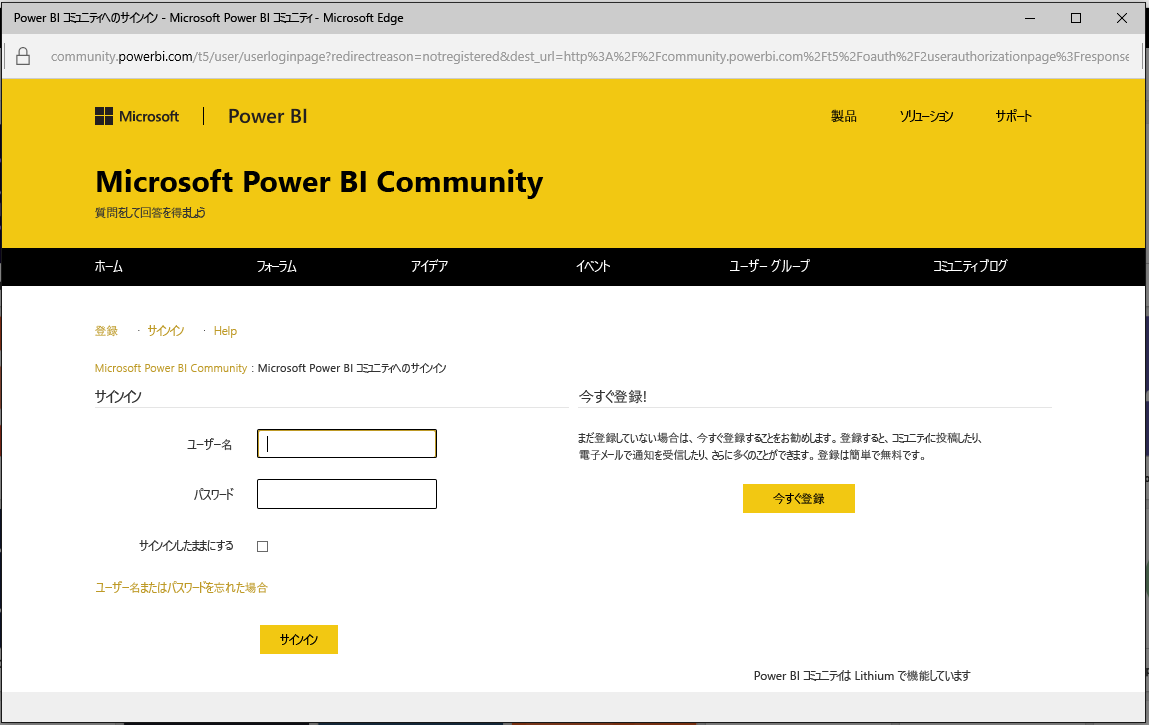 Power BI コミュニティへのサインイン - Microsoft Power BI コミュニティ - Microsoft Edge
community.powerbi.com/t5/user/userloginpage?redirectreason=notregistered&dest_url=http%3A%2F%2Fcommunity.powerbi.com%2Ft5%2Foauth%2F2userauthorizationpage%3Fresponse
Microsoft | Power BI 製品 ソリューション サポート
Microsoft Power BI Community
質問をして回答を得ましょう
ホーム フォーラム アイデア イベント ユーザー グループ コミュニティ ブログ
登録 · サインイン · Help
Microsoft Power BI Community : Microsoft Power BI コミュニティへのサインイン
サインイン
ユーザー名
パスワード
サインインしたままにする
ユーザー名またはパスワードを忘れた場合
サインイン
今すぐ登録!
まだ登録していない場合は、今すぐ登録することをお勧めします。登録すると、コミュニティに投稿したり、
電子メールで通知を受信したり、さらに多くのことができます。登録は簡単で無料です。
今すぐ登録
Power BI コミュニティは Lithium で機能しています